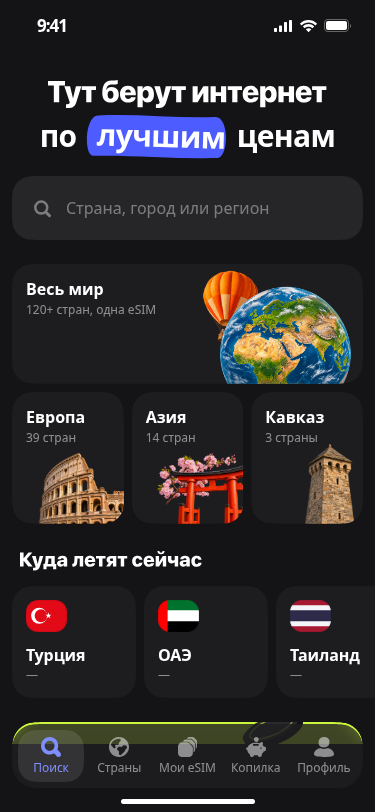 9:41
Тут берут интернет
по лучшим ценам
Страна, город или регион
Весь мир
120+ стран, одна eSIM
Европа
39 стран
Азия
14 стран
Кавказ
3 страны
Куда летят сейчас
Турция
—
ОАЭ
—
Таиланд
—
Поиск
Страны
Мои eSIM
Копилка
Профиль